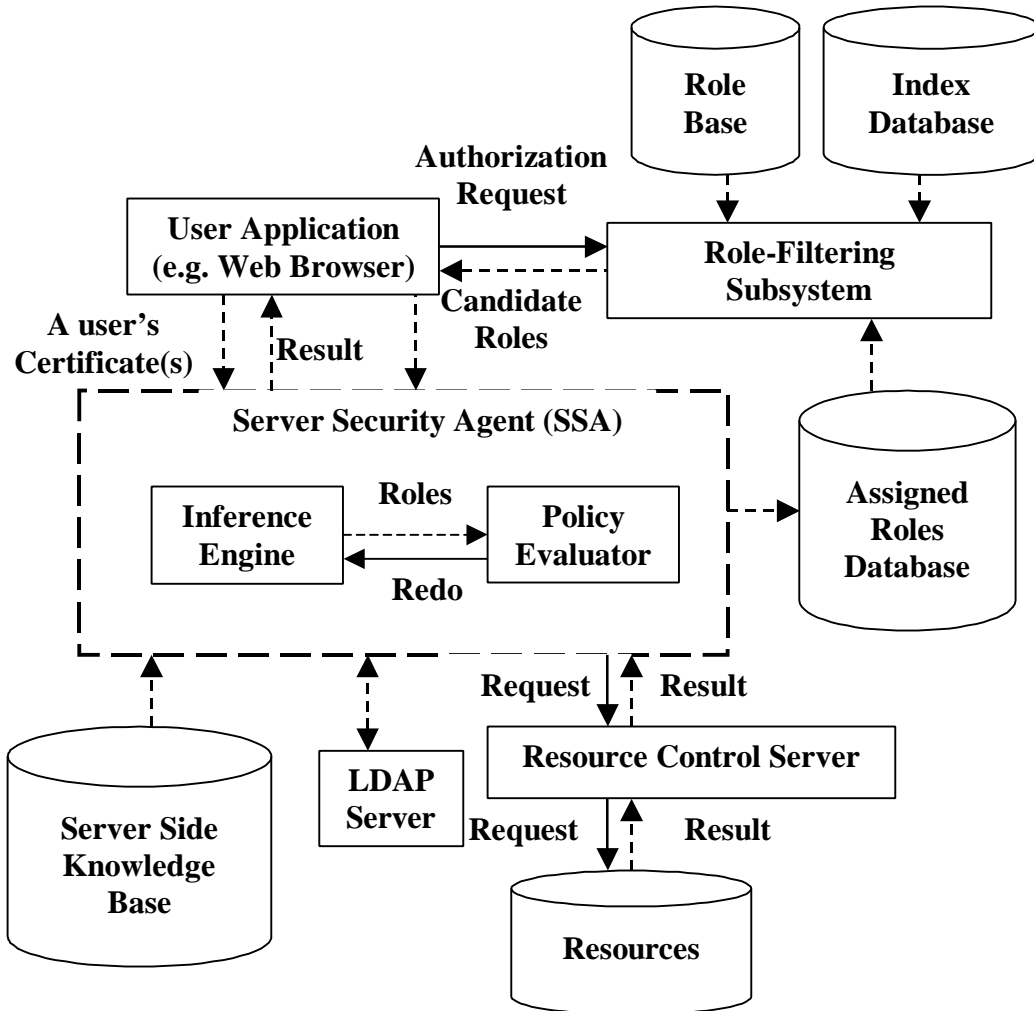 Role
Base
Index
Database
Authorization
Request
User Application
(e.g. Web Browser)
Role-Filtering
Subsystem
Candidate
Roles
A user's
Certificate(s)
Result
Server Security Agent (SSA)
Inference
Engine
Roles
Redo
Policy
Evaluator
Assigned
Roles
Database
Request
Result
Resource Control Server
LDAP
Server
Server Side
Knowledge
Base
Request
Result
Resources